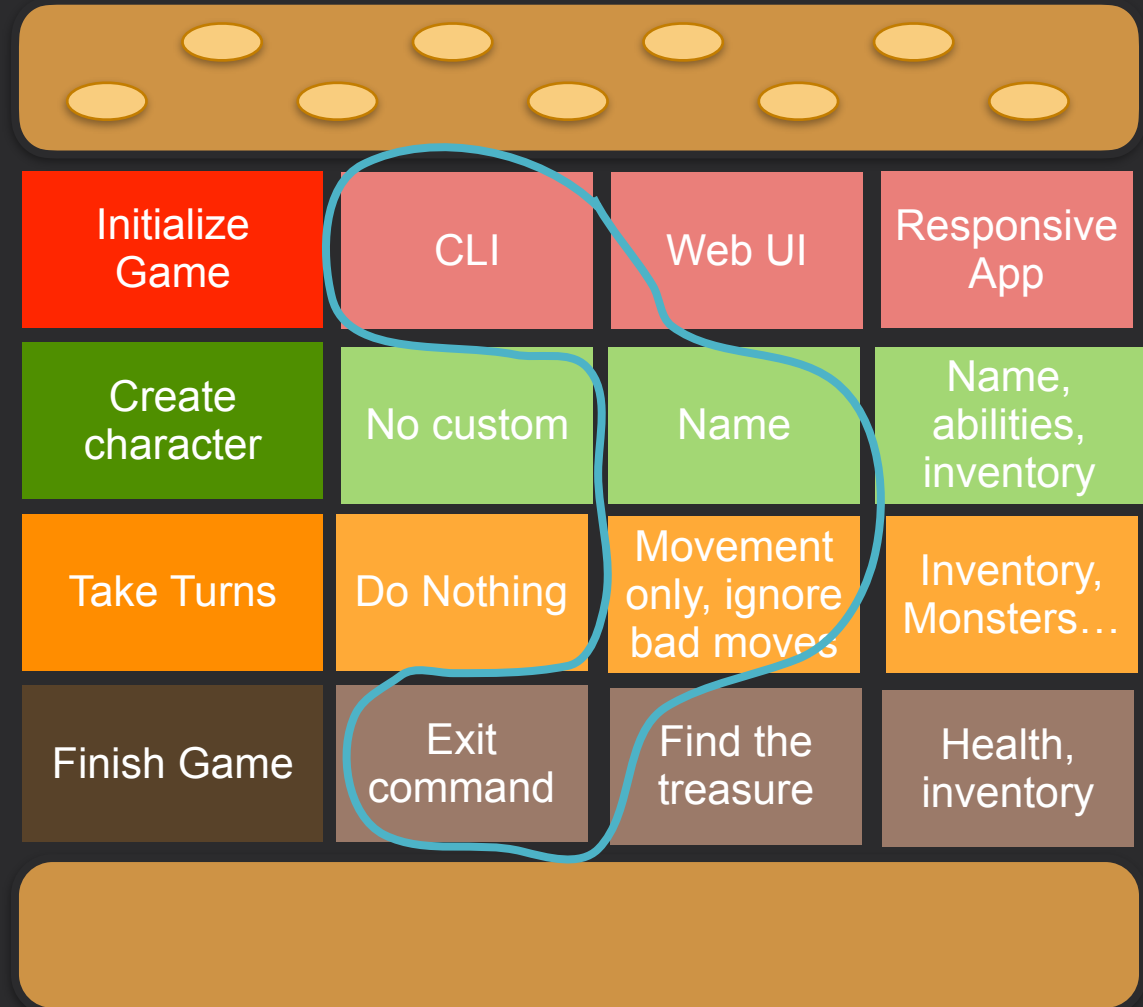 Initialize
Game
CLI
Web UI
Responsive
App
Create
character
No custom
Name
Name,
abilities,
inventory
Take Turns
Do Nothing
Movement
only, ignore
bad moves
Inventory,
Monsters…
Finish Game
Exit
command
Find the
treasure
Health,
inventory